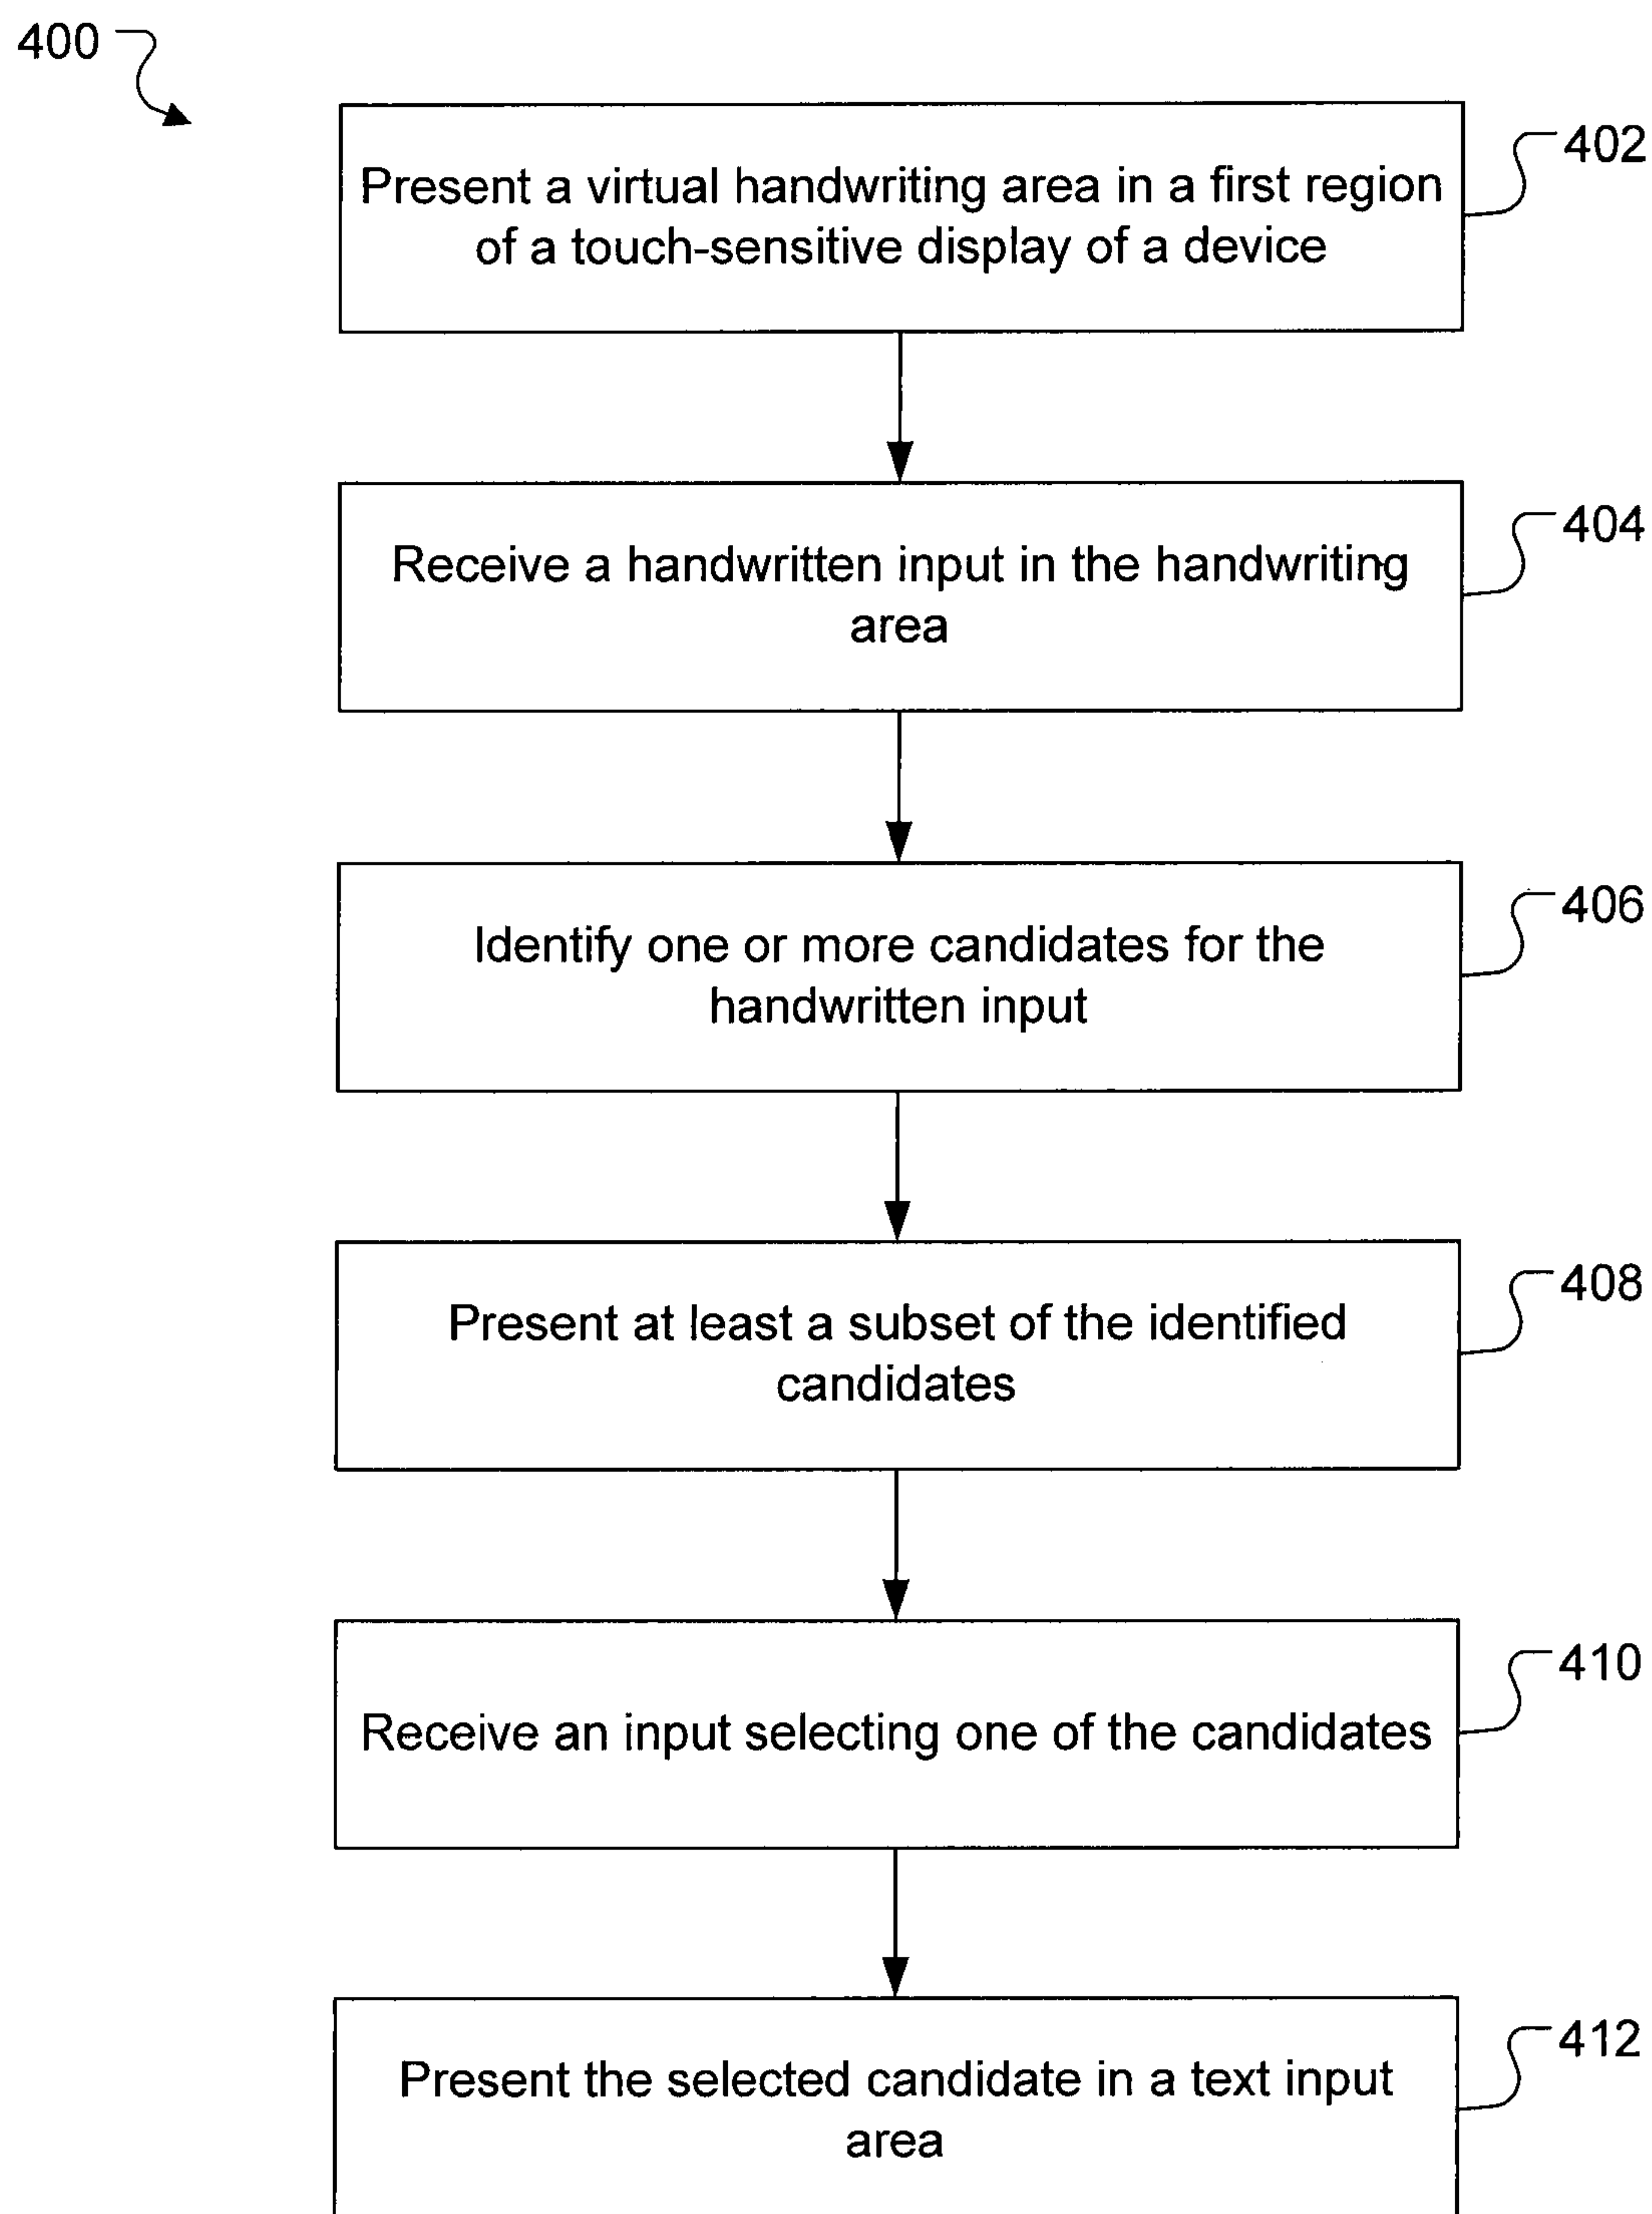 400
Present a virtual handwriting area in a first region
of a touch-sensitive display of a device
402
Receive a handwritten input in the handwriting
area
404
Identify one or more candidates for the
handwritten input
406
Present at least a subset of the identified
candidates
408
Receive an input selecting one of the candidates
410
Present the selected candidate in a text input
area
412